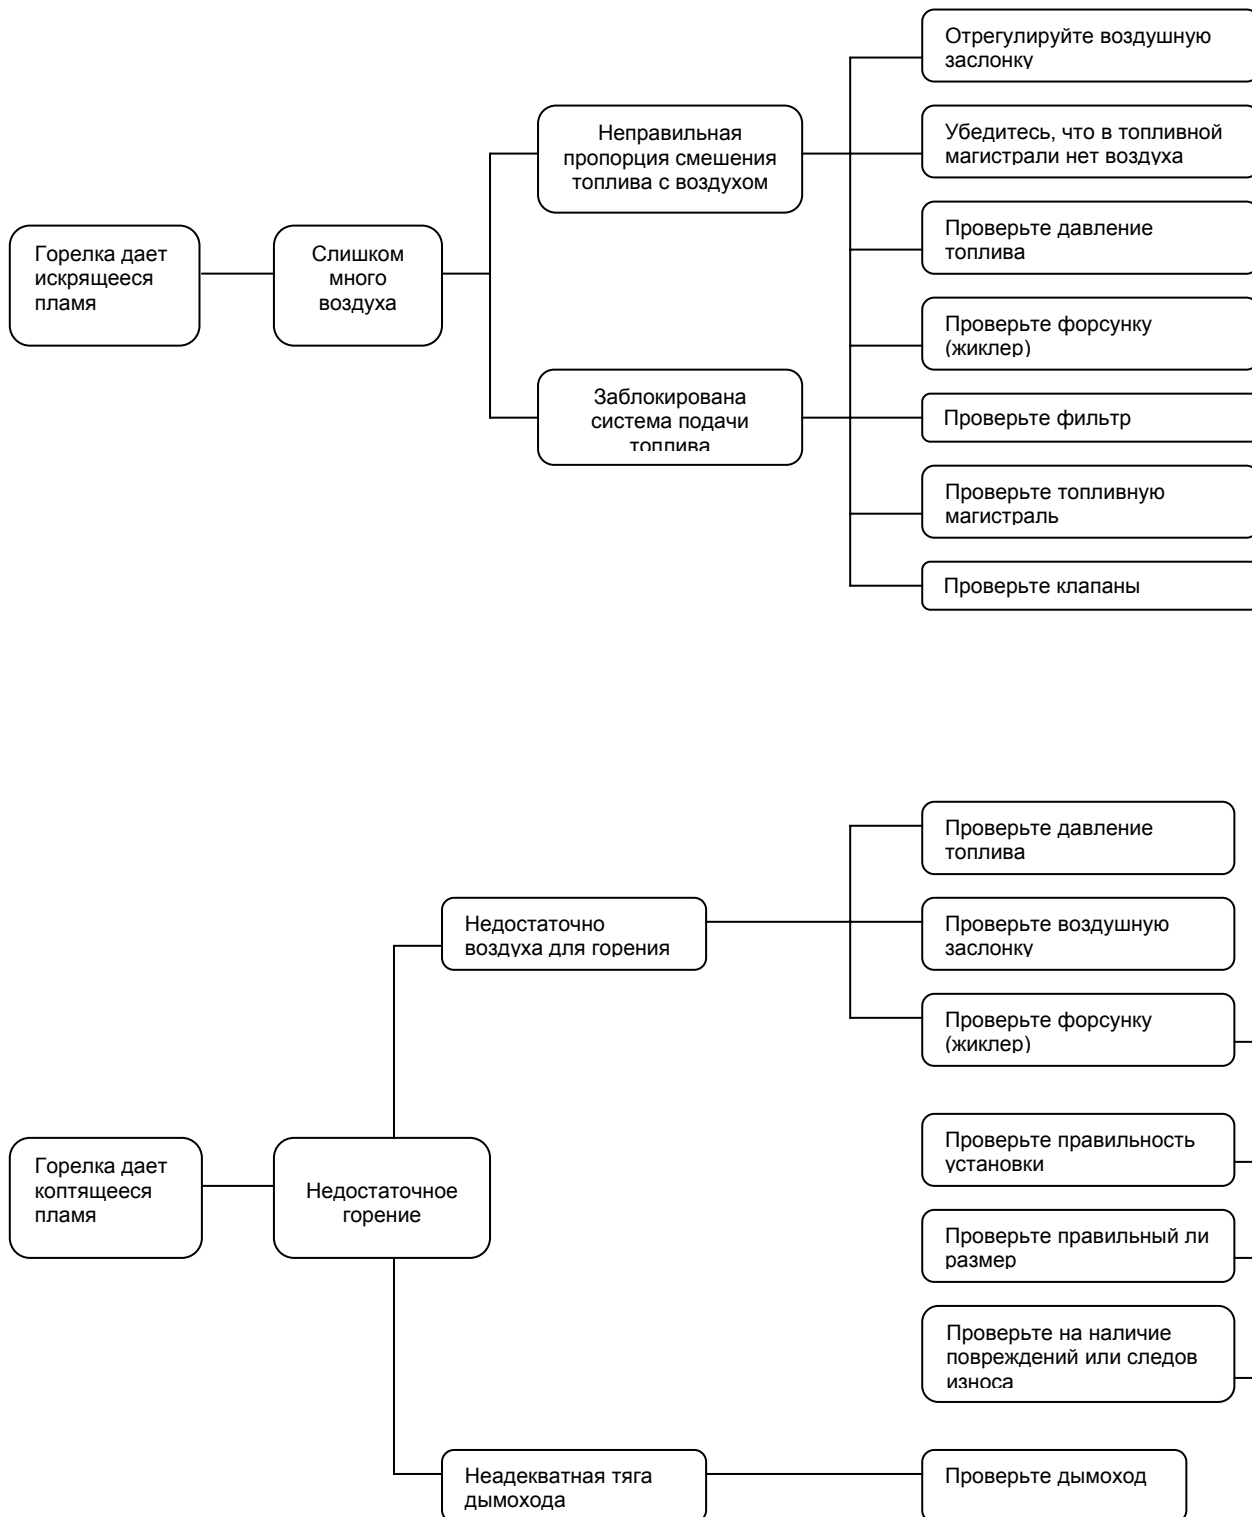 Отрегулируйте воздушную
заслонку
Неправильная
пропорция смешения
топлива с воздухом
Убедитесь, что в топливной
магистрали нет воздуха
Горелка дает
искрящееся
пламя
Слишком
много
воздуха
Проверьте давление
топлива
Проверьте форсунку
(жиклер)
Заблокирована
система подачи
топлива
Проверьте фильтр
Проверьте топливную
магистраль
Проверьте клапаны
Проверьте давление
топлива
Недостаточно
воздуха для горения
Проверьте воздушную
заслонку
Проверьте форсунку
(жиклер)
Горелка дает
коптящееся
пламя
Недостаточное
горение
Проверьте правильность
установки
Проверьте правильный ли
размер
Проверьте на наличие
повреждений или следов
износа
Неадекватная тяга
дымохода
Проверьте дымоход